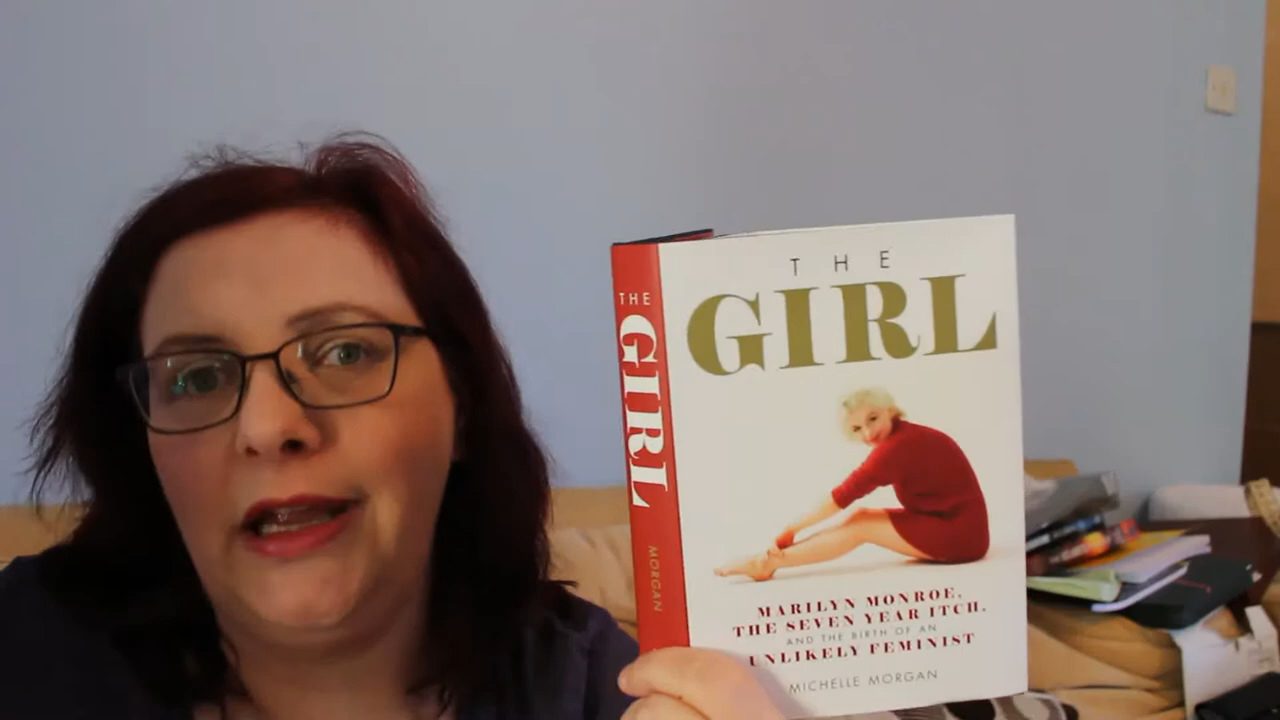 THE
GIRL
MORGAN
THE
GIRL
MARILYN MONROE,
THE SEVEN YEAR ITCH,
AND THE BIRTH OF AN
UNLIKELY FEMINIST
MICHELLE MORGAN